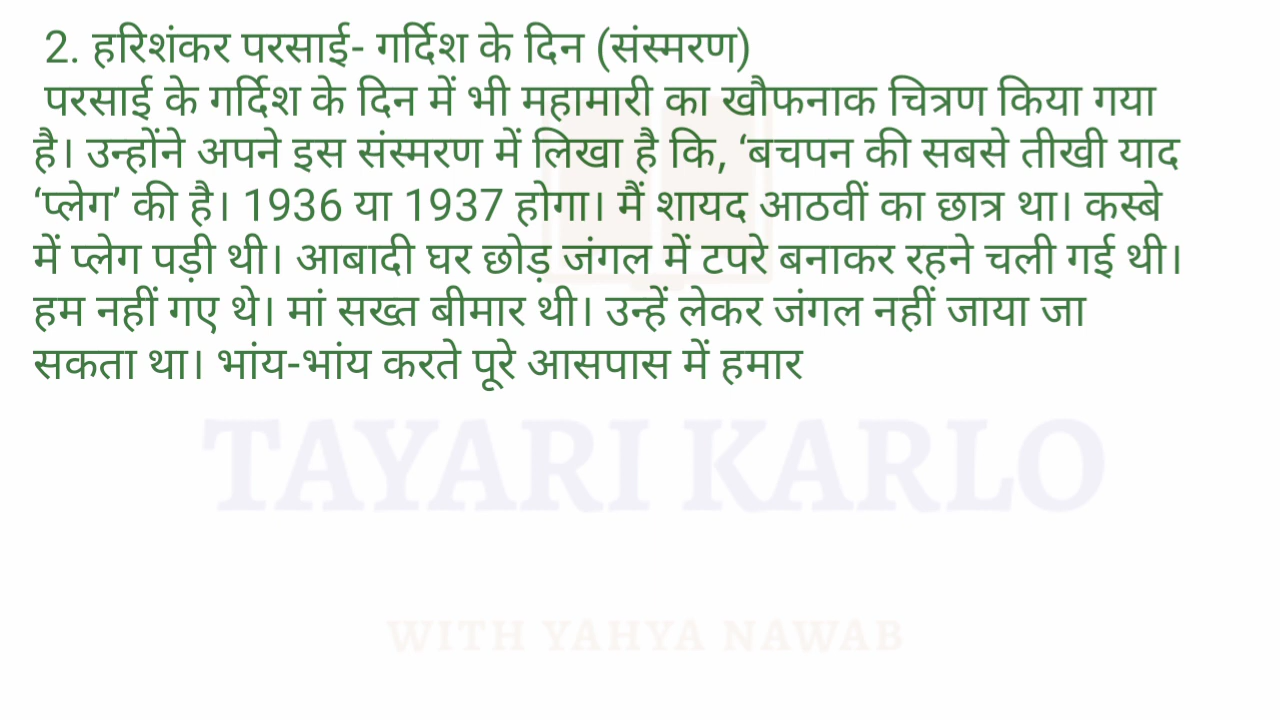 2. हरिशंकर परसाई- गर्दिश के दिन (संस्मरण)
परसाई के गर्दिश के दिन में भी महामारी का खौफनाक चित्रण किया गया
है। उन्होंने अपने इस संस्मरण में लिखा है कि, ‘बचपन की सबसे तीखी याद
‘प्लेग’ की है। 1936 या 1937 होगा। मैं शायद आठवीं का छात्र था। कस्बे
में प्लेग पड़ी थी। आबादी घर छोड़ जंगल में टपरे बनाकर रहने चली गई थी।
हम नहीं गए थे। मां सख्त बीमार थी। उन्हें लेकर जंगल नहीं जाया जा
सकता था। भांय-भांय करते पूरे आसपास में हमार
TAYARI KARLO
WITH YAHYA NAWAB